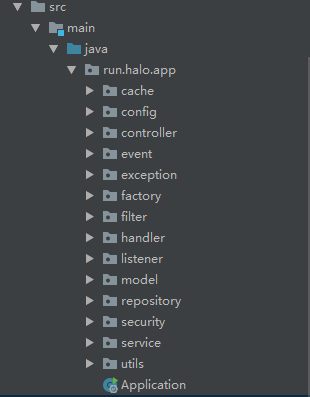 src
main
java
run.halo.app
cache
config
controller
event
exception
factory
filter
handler
listener
model
repository
security
service
utils
Application